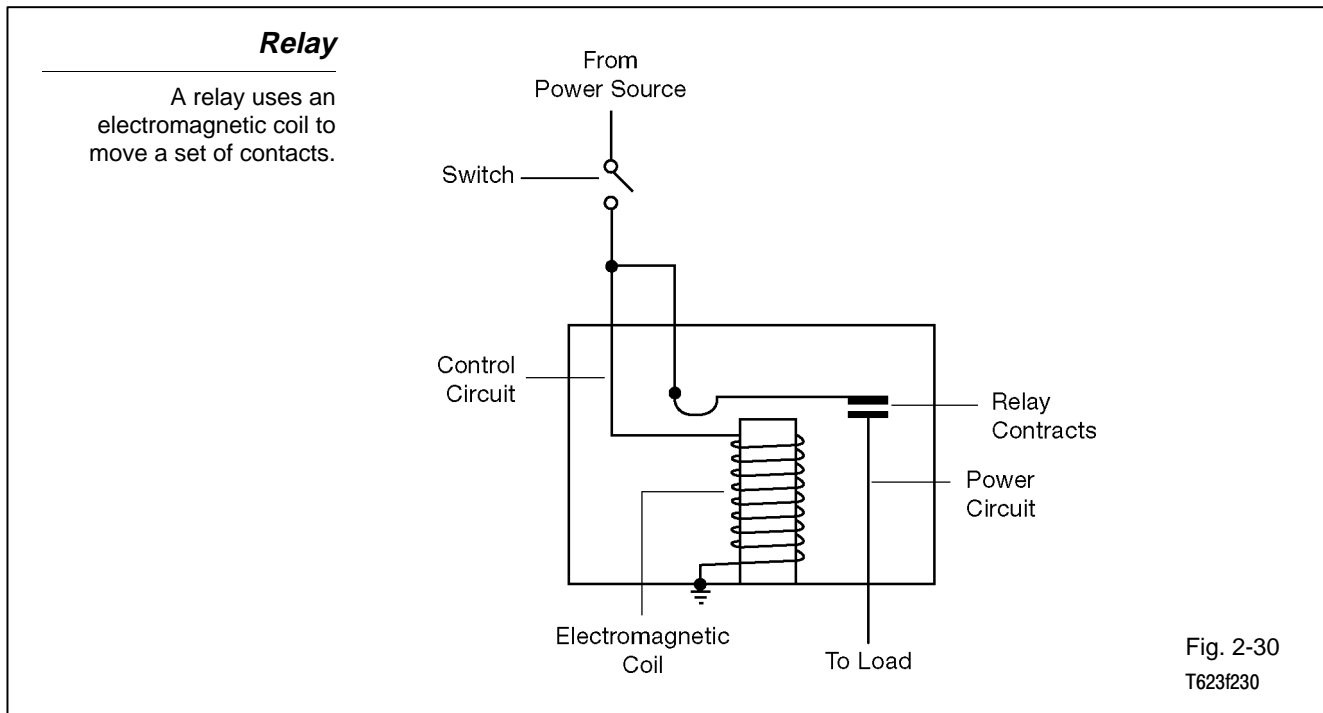 Relay
A relay uses an
electromagnetic coil to
move a set of contacts.
From
Power Source
Switch
Control
Circuit
Relay
Contracts
Power
Circuit
Electromagnetic
Coil
To Load
Fig. 2-30
T623f230